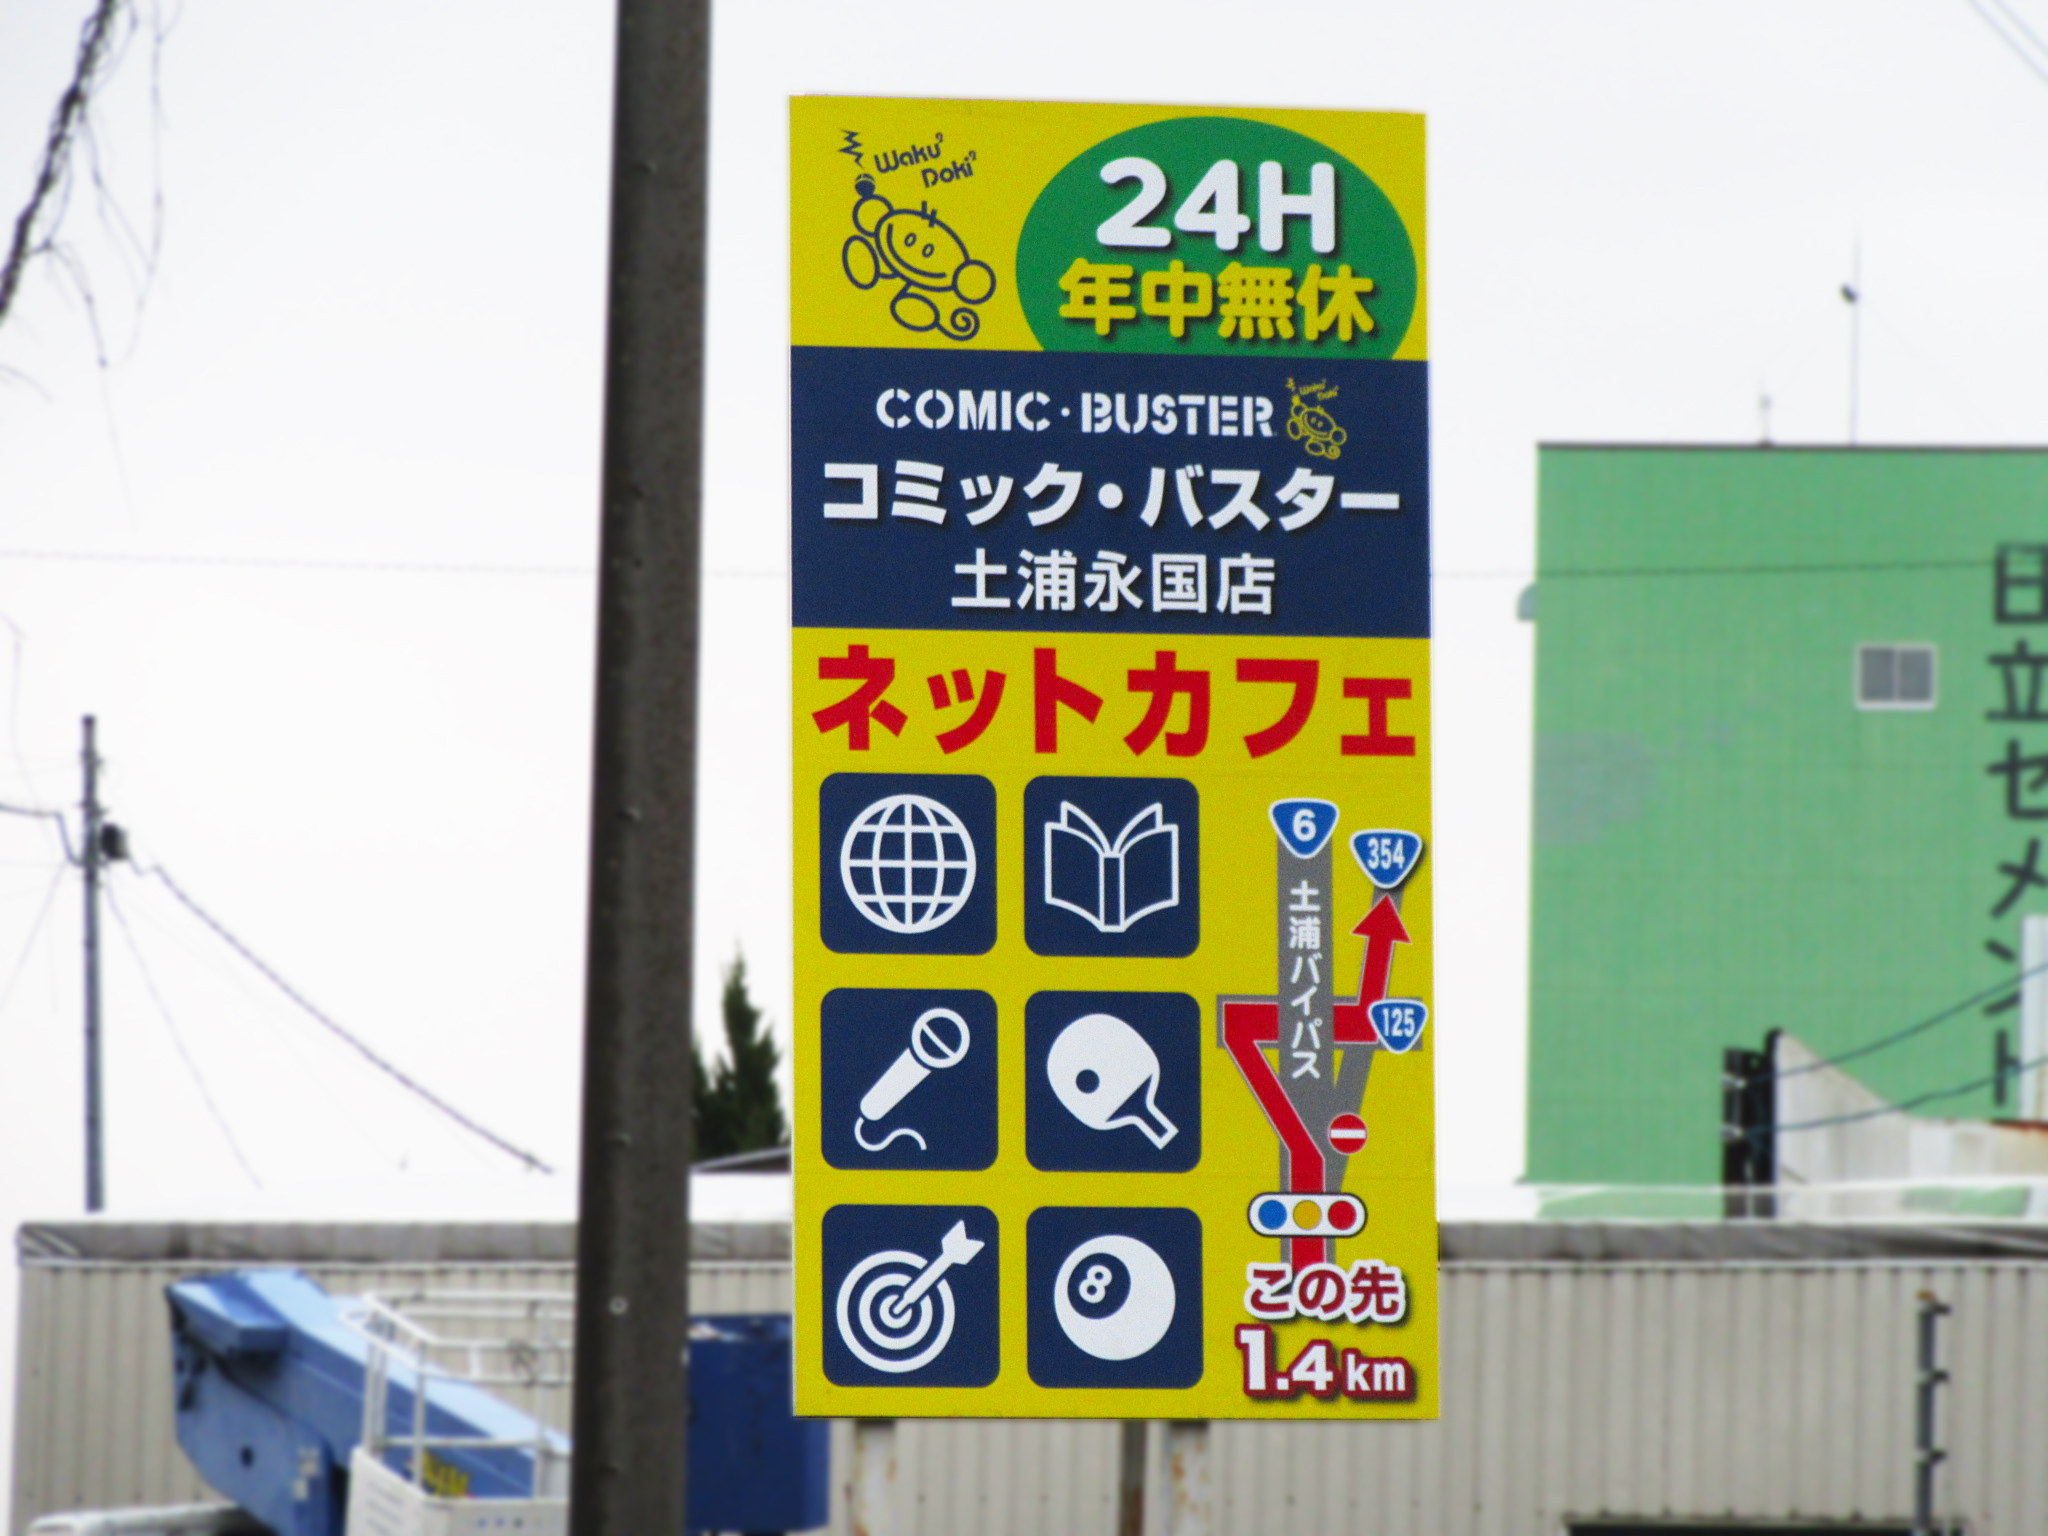 Waku²
Doki²
24H
年中無休
COMIC・BUSTER
Waku²
Doki²
コミック・バスター
土浦永国店
ネットカフェ
6
354
土浦バイパス
125
8
この先
1.4km
日立セメント